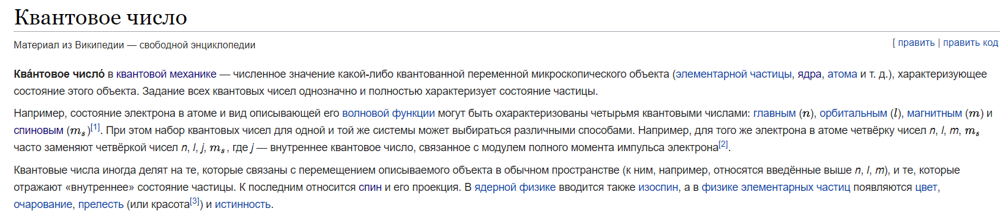 Квантовое число
Материал из Википедии — свободной энциклопедии
[ править | править код
Ква́нтовое число́ в квантовой механике — численное значение какой-либо квантованной переменной микроскопического объекта (элементарной частицы, ядра, атома и т. д.), характеризующее
состояние этого объекта. Задание всех квантовых чисел однозначно и полностью характеризует состояние частицы.
Например, состояние электрона в атоме и вид описывающей его волновой функции могут быть охарактеризованы четырьмя квантовыми числами: главным (n), орбитальным (l), магнитным (m) и
спиновым (mₛ)[1]. При этом набор квантовых чисел для одной и той же системы может выбираться различными способами. Например, для того же электрона в атоме четвёрку чисел n, l, m, mₛ
часто заменяют четвёркой чисел n, l, j, mₛ, где j — внутреннее квантовое число, связанное с модулем полного момента импульса электрона[2].
Квантовые числа иногда делят на те, которые связаны с перемещением описываемого объекта в обычном пространстве (к ним, например, относятся введённые выше n, l, m), и те, которые
отражают «внутреннее» состояние частицы. К последним относится спин и его проекция. В ядерной физике вводится также изоспин, а в физике элементарных частиц появляются цвет,
очарование, прелесть (или красота[3]) и истинность.